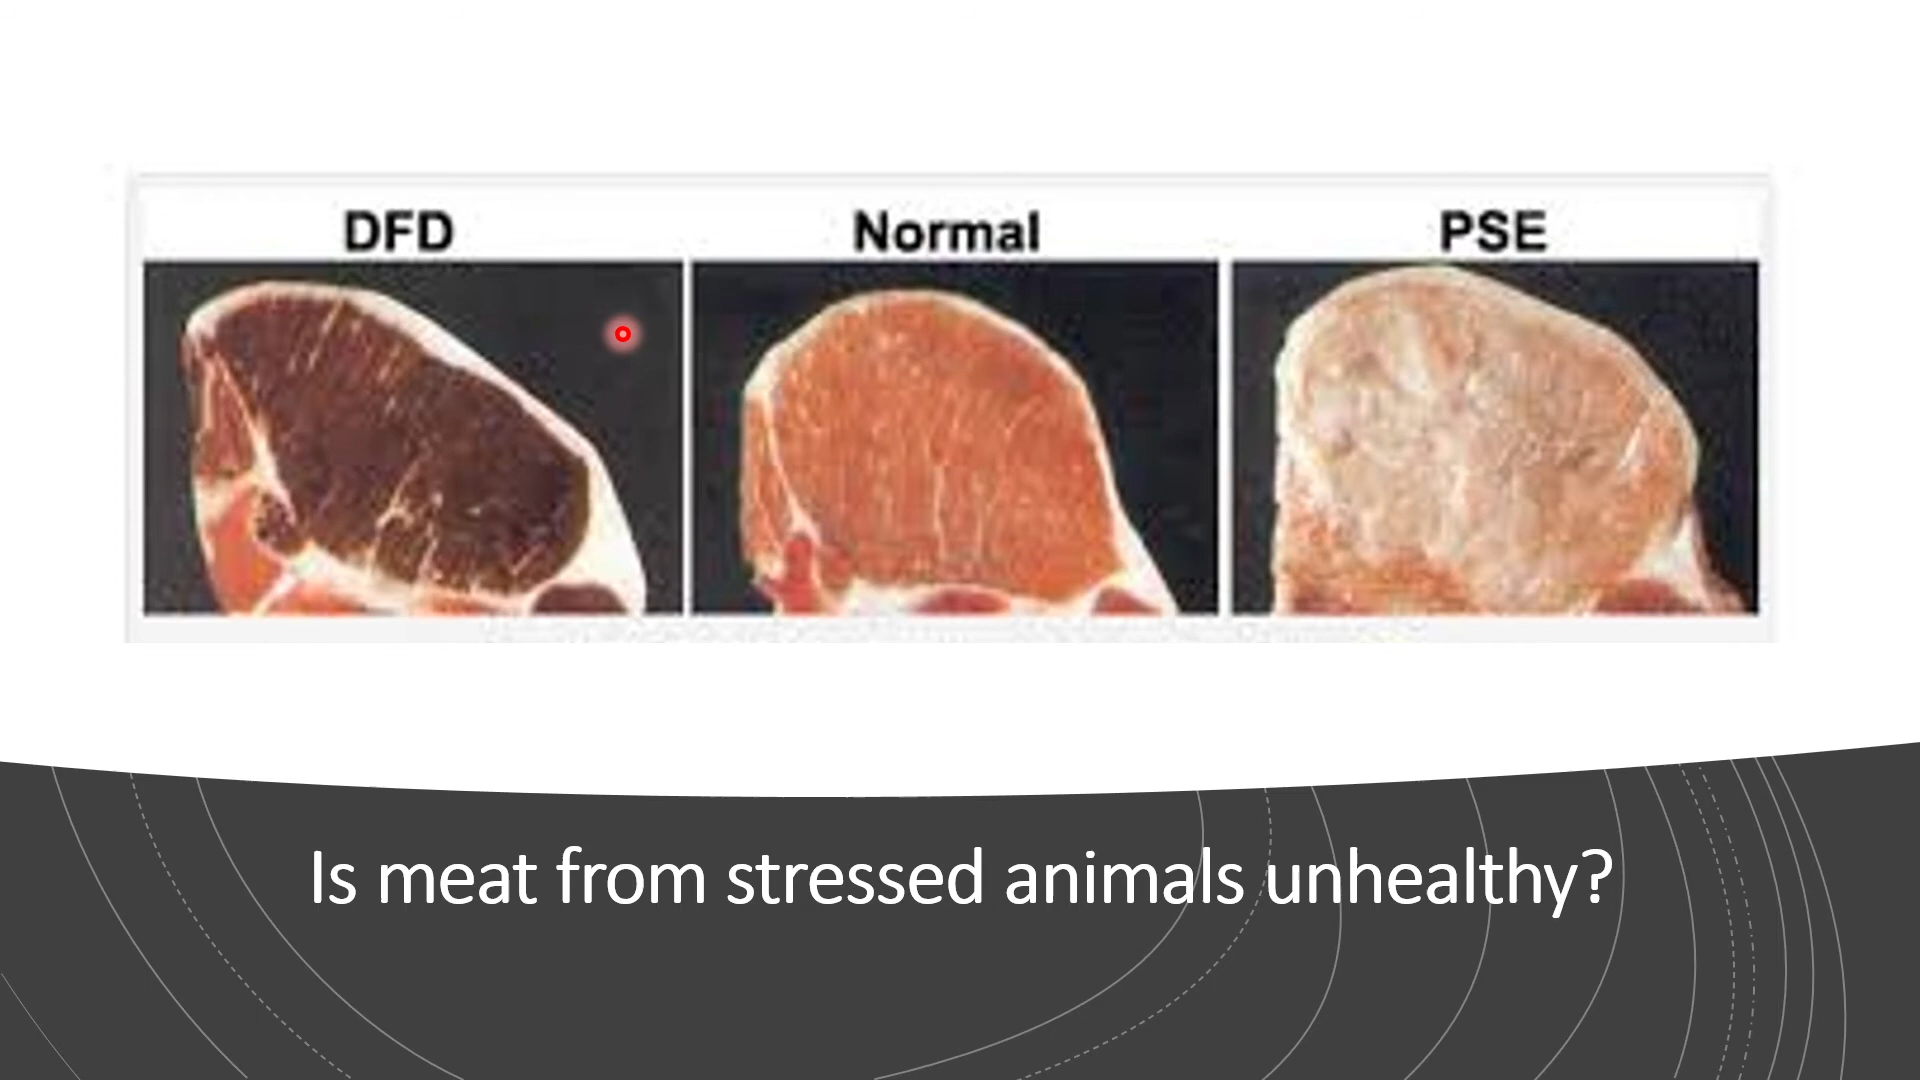 DFD Normal PSE
Is meat from stressed animals unhealthy?